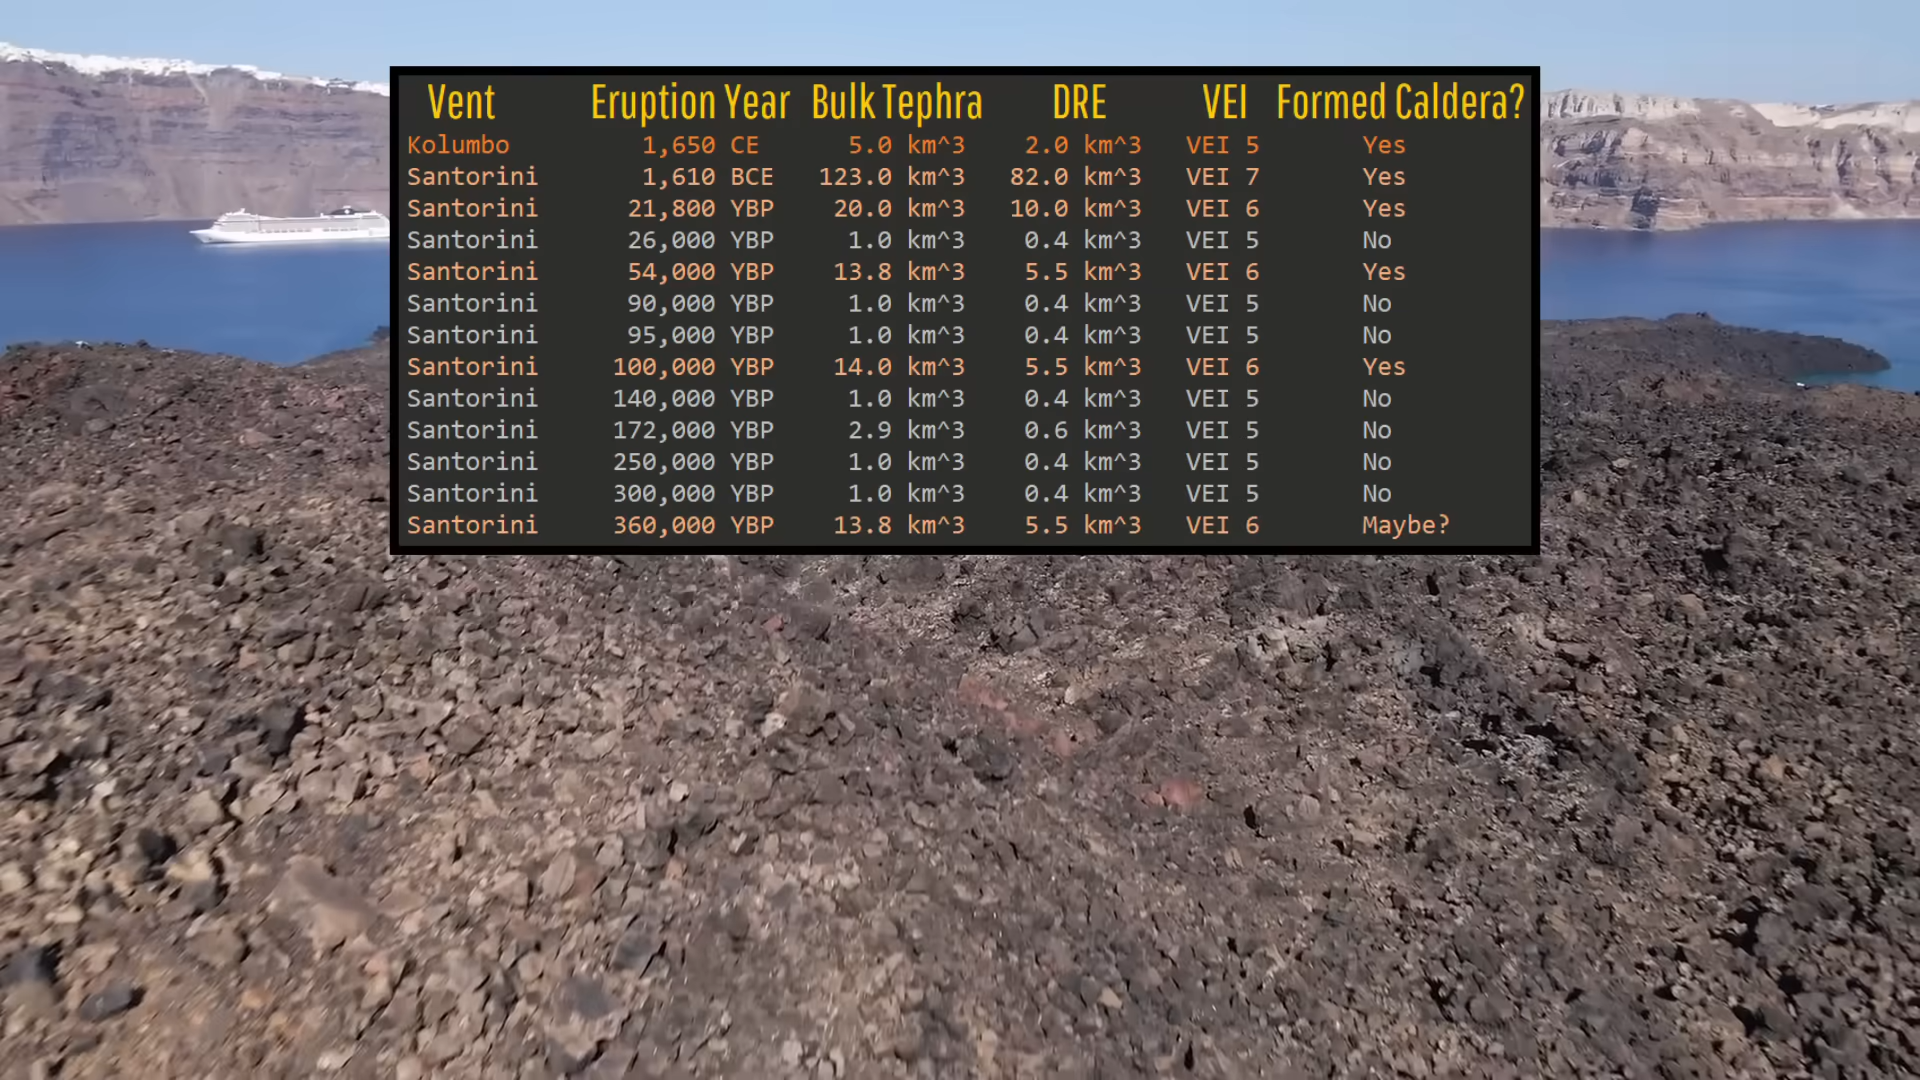 Vent Eruption Year Bulk Tephra DRE VEI Formed Caldera?
Kolumbo 1,650 CE 5.0 km^3 2.0 km^3 VEI 5 Yes
Santorini 1,610 BCE 123.0 km^3 82.0 km^3 VEI 7 Yes
Santorini 21,800 YBP 20.0 km^3 10.0 km^3 VEI 6 Yes
Santorini 26,000 YBP 1.0 km^3 0.4 km^3 VEI 5 No
Santorini 54,000 YBP 13.8 km^3 5.5 km^3 VEI 6 Yes
Santorini 90,000 YBP 1.0 km^3 0.4 km^3 VEI 5 No
Santorini 95,000 YBP 1.0 km^3 0.4 km^3 VEI 5 No
Santorini 100,000 YBP 14.0 km^3 5.5 km^3 VEI 6 Yes
Santorini 140,000 YBP 1.0 km^3 0.4 km^3 VEI 5 No
Santorini 172,000 YBP 2.9 km^3 0.6 km^3 VEI 5 No
Santorini 250,000 YBP 1.0 km^3 0.4 km^3 VEI 5 No
Santorini 300,000 YBP 1.0 km^3 0.4 km^3 VEI 5 No
Santorini 360,000 YBP 13.8 km^3 5.5 km^3 VEI 6 Maybe?